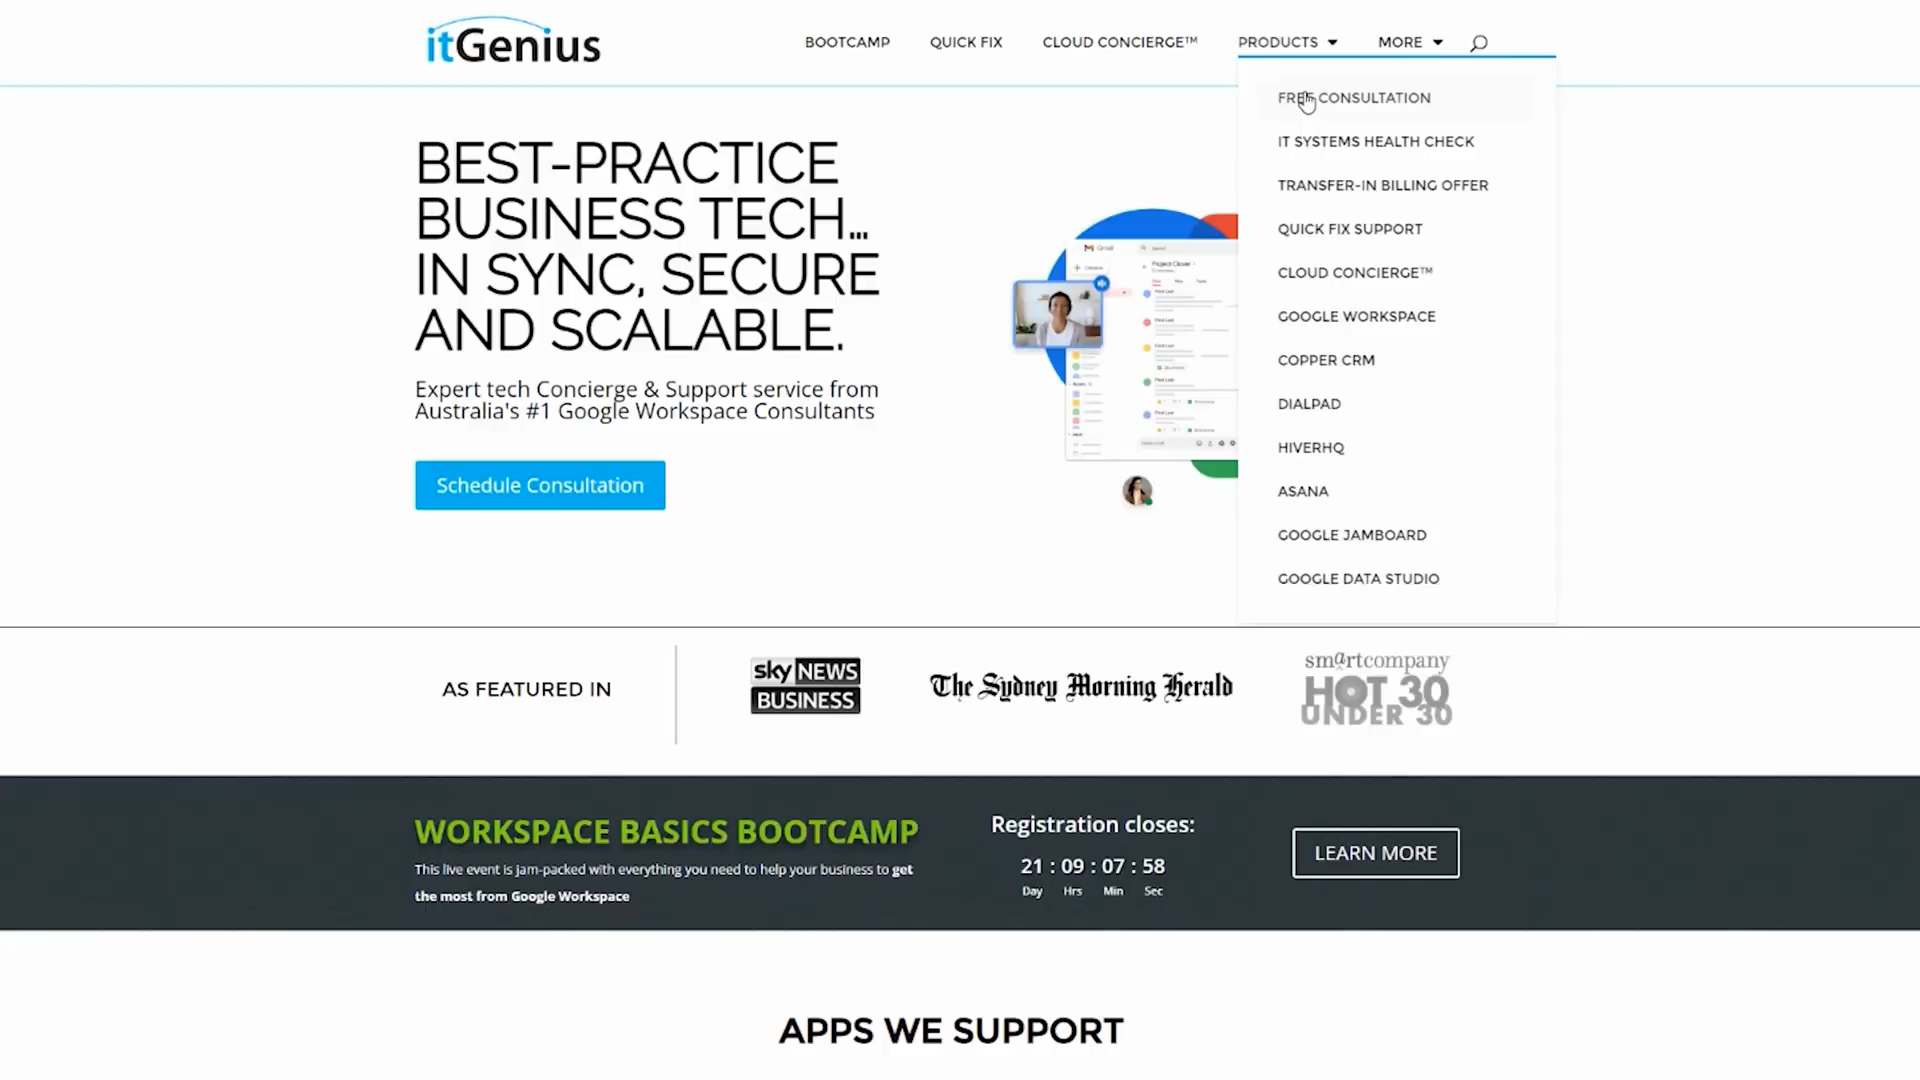 itGenius
BOOTCAMP
QUICK FIX
CLOUD CONCIERGE™
PRODUCTS
MORE
FREE CONSULTATION
IT SYSTEMS HEALTH CHECK
TRANSFER-IN BILLING OFFER
QUICK FIX SUPPORT
CLOUD CONCIERGE™
GOOGLE WORKSPACE
COPPER CRM
DIALPAD
HIVERHQ
ASANA
GOOGLE JAMBOARD
GOOGLE DATA STUDIO
BEST-PRACTICE
BUSINESS TECH...
IN SYNC, SECURE
AND SCALABLE.
Expert tech Concierge & Support service from
Australia's #1 Google Workspace Consultants
Schedule Consultation
Gmail
Project Clover
AS FEATURED IN
sky NEWS
BUSINESS
The Sydney Morning Herald
smartcompany
HOT 30
UNDER 30
WORKSPACE BASICS BOOTCAMP
This live event is jam-packed with everything you need to help your business to get
the most from Google Workspace
Registration closes:
21 : 09 : 07 : 58
Day Hrs Min Sec
LEARN MORE
APPS WE SUPPORT